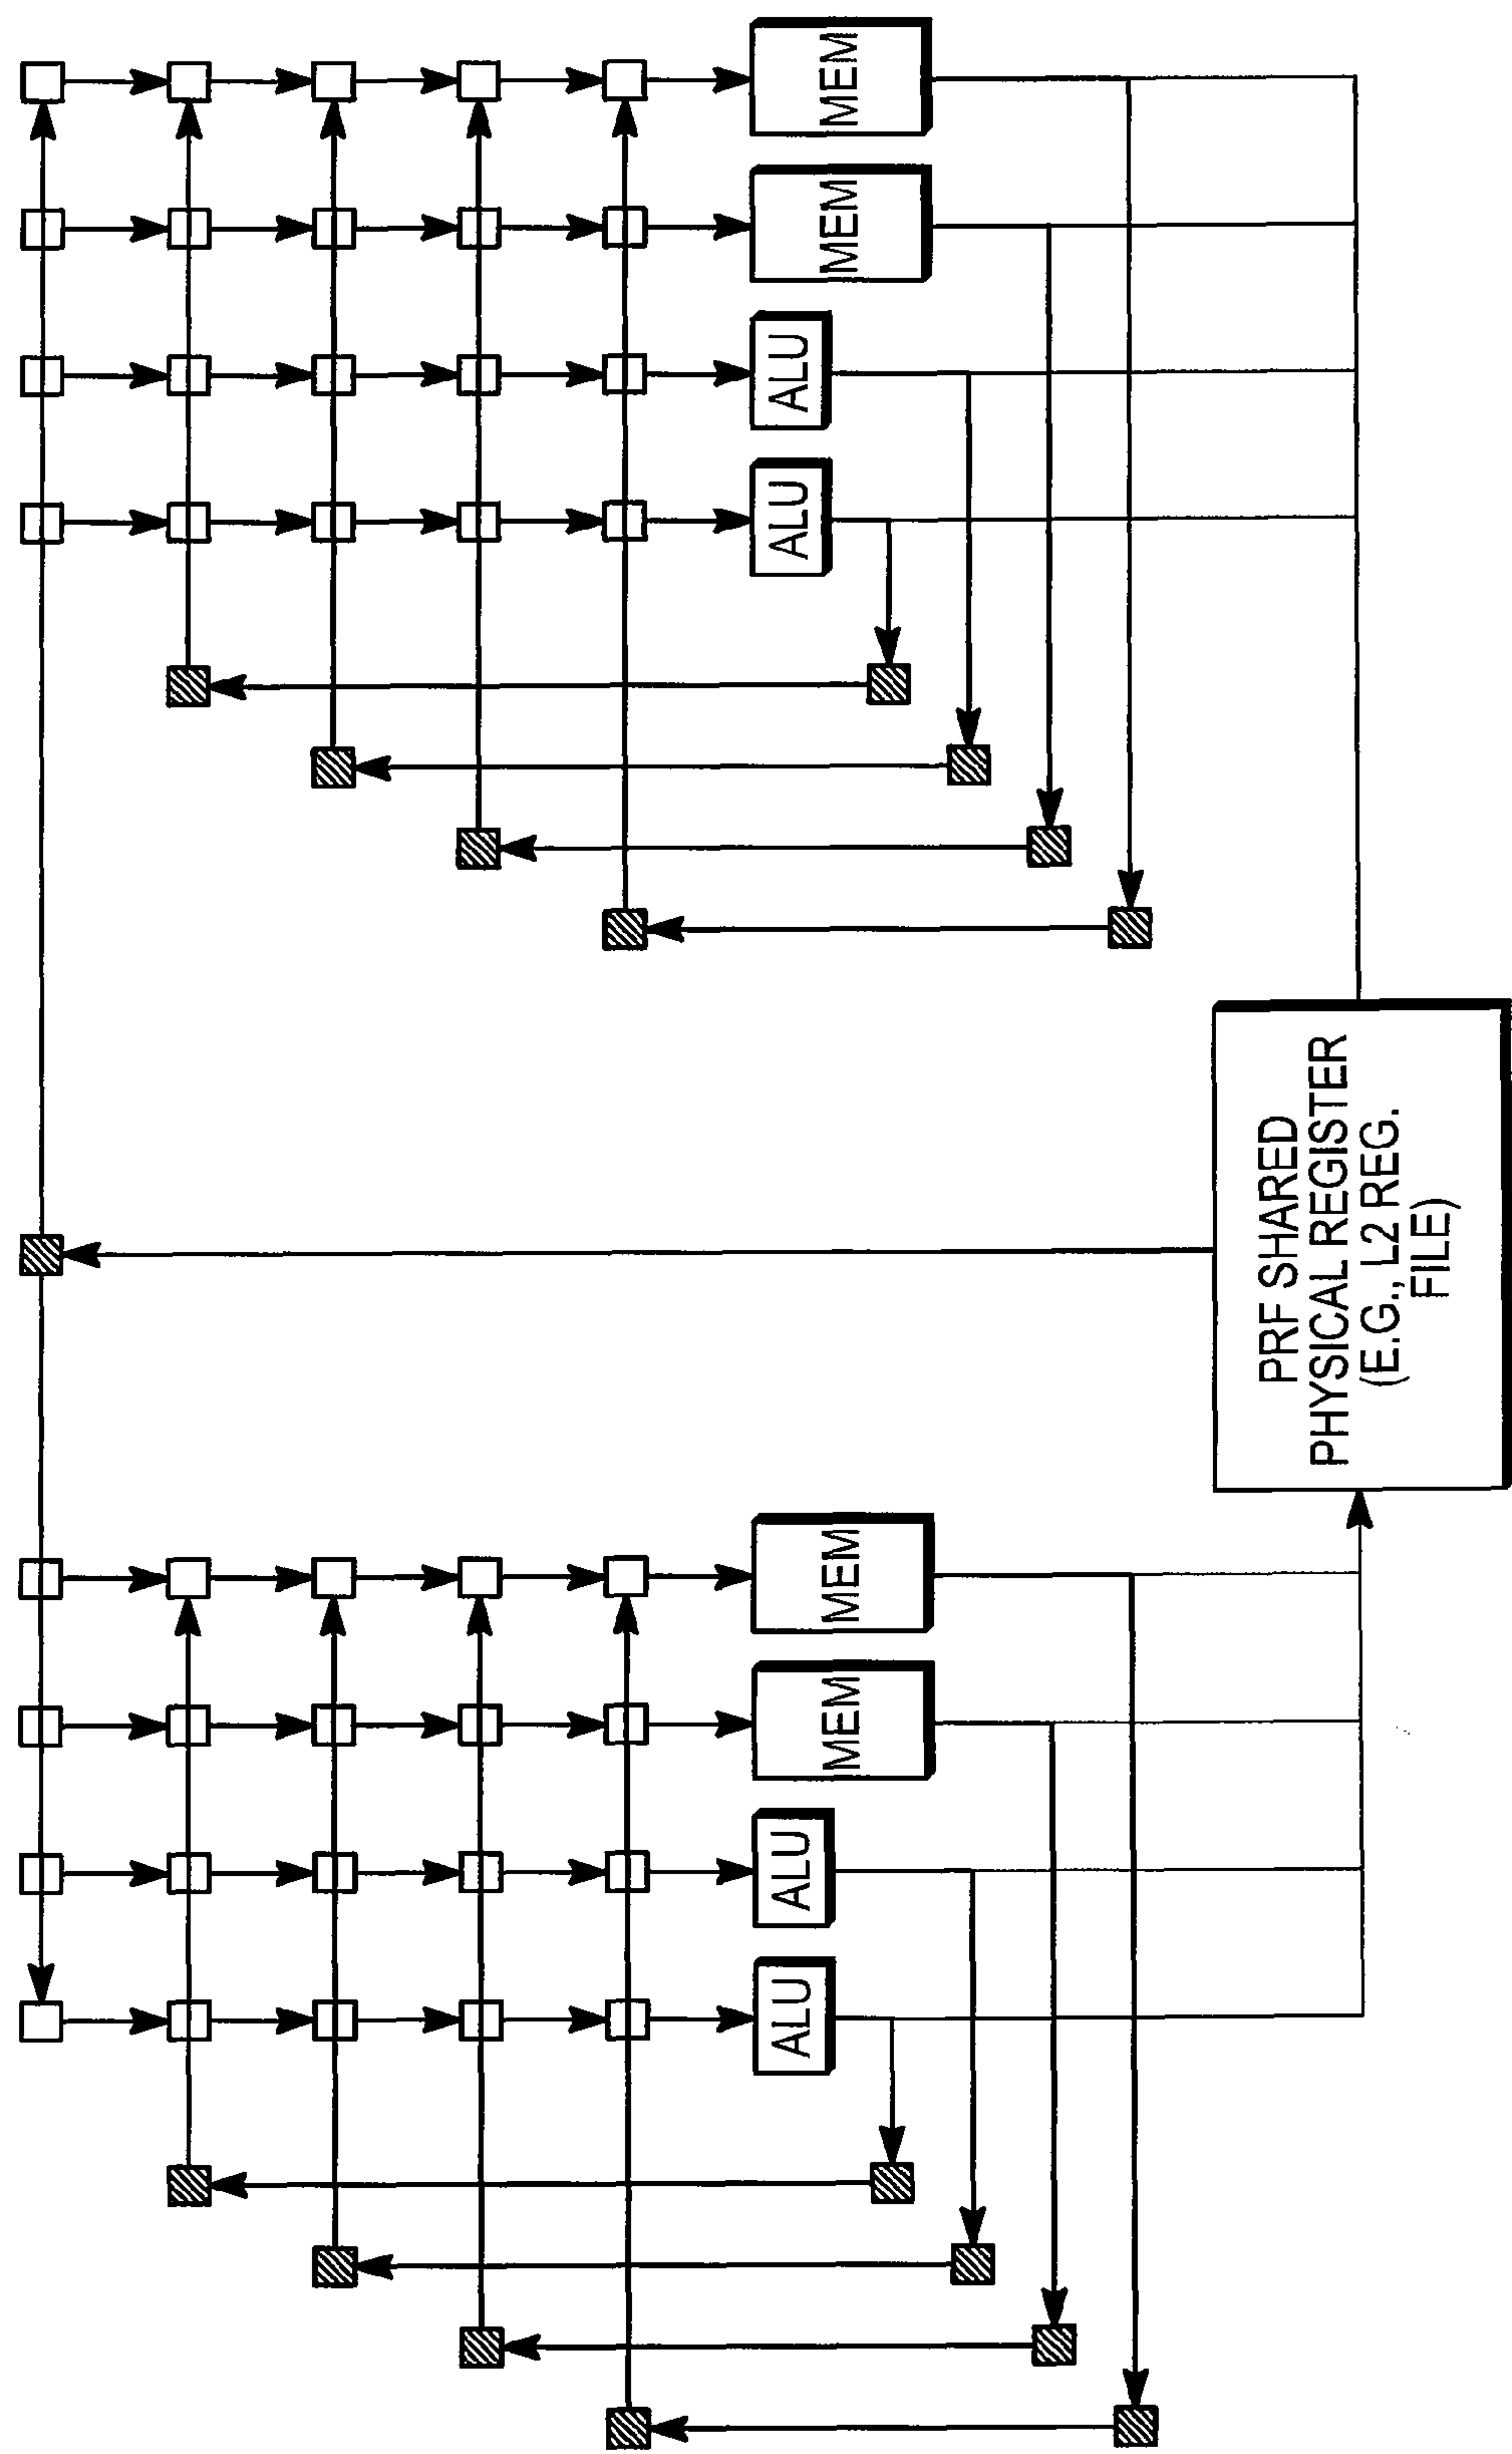 MEM
MEM
ALU
ALU
PRF SHARED
PHYSICAL REGISTER
(E.G., L2 REG.
FILE)
MEM
MEM
ALU
ALU